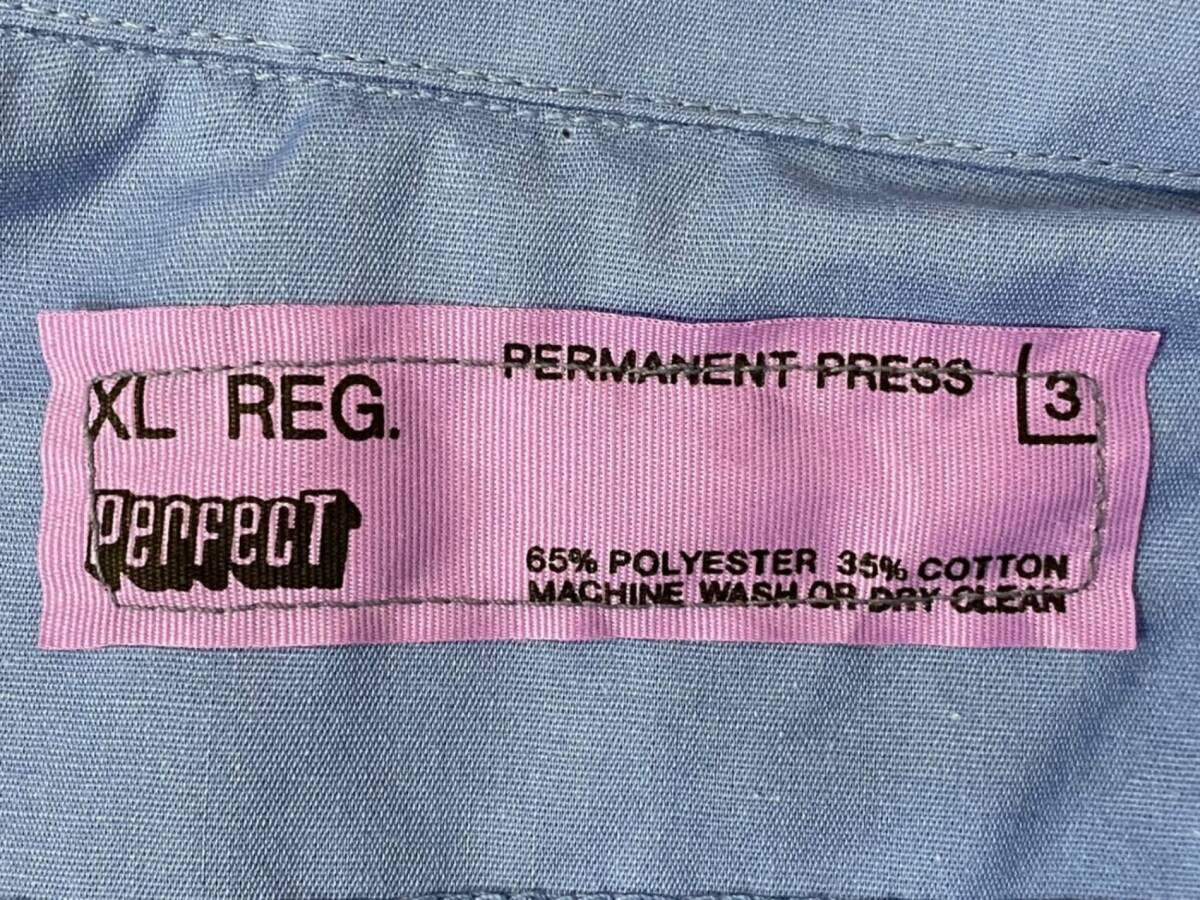 XL REG.
PERMANENT PRESS
3
PerFecT
65% POLYESTER 35% COTTON
MACHINE WASH OR DRY CLEAN